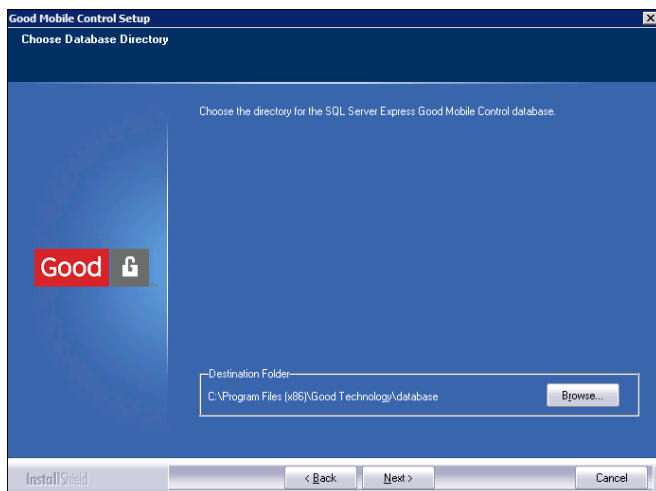 Good Mobile Control Setup
Choose Database Directory
Choose the directory for the SQL Server Express Good Mobile Control database.
Good
Destination Folder
C:\Program Files (x86)\Good Technology\database
Browse...
InstallShield
< Back
Next >
Cancel